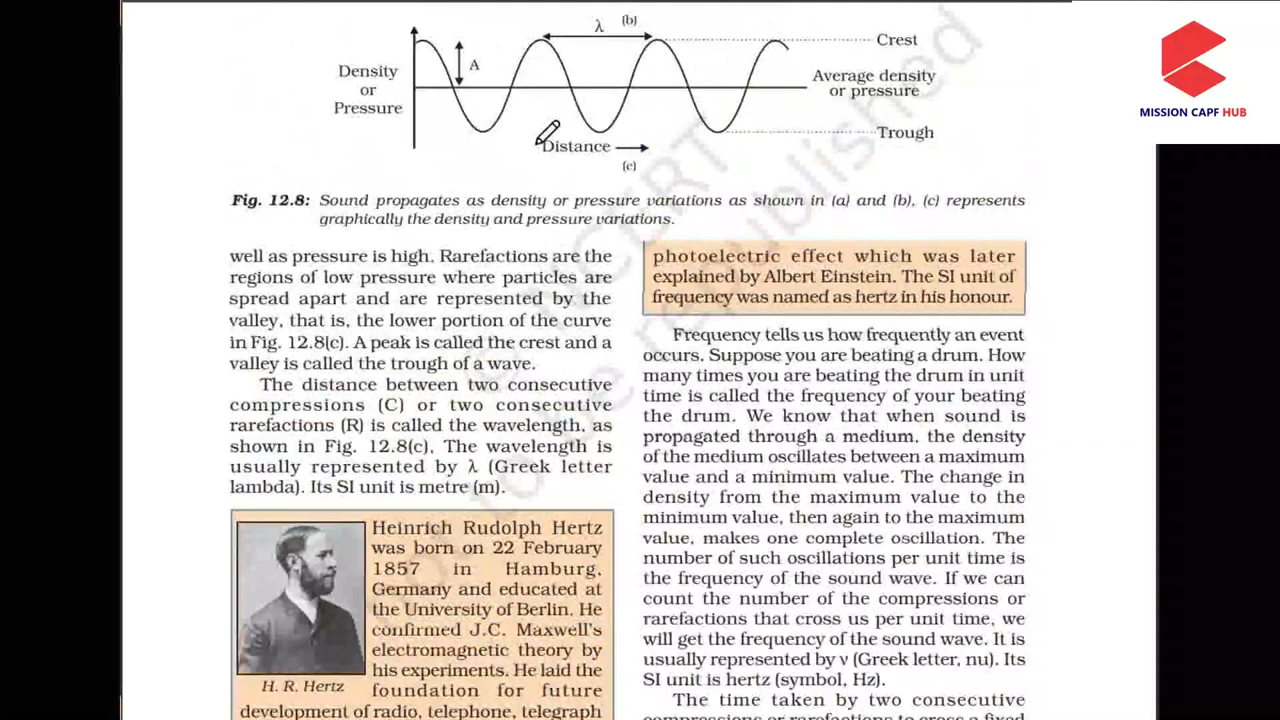 (b)
λ
Crest
A
Density
or
Pressure
Average density
or pressure
Trough
Distance
(c)
MISSION CAPF HUB
Fig. 12.8: Sound propagates as density or pressure variations as shown in (a) and (b), (c) represents
graphically the density and pressure variations.
well as pressure is high. Rarefactions are the
regions of low pressure where particles are
spread apart and are represented by the
valley, that is, the lower portion of the curve
in Fig. 12.8(c). A peak is called the crest and a
valley is called the trough of a wave.
The distance between two consecutive
compressions (C) or two consecutive
rarefactions (R) is called the wavelength, as
shown in Fig. 12.8(c), The wavelength is
usually represented by λ (Greek letter
lambda). Its SI unit is metre (m).
Heinrich Rudolph Hertz
was born on 22 February
1857 in Hamburg,
Germany and educated at
the University of Berlin. He
confirmed J.C. Maxwell's
electromagnetic theory by
his experiments. He laid the
foundation for future
development of radio, telephone, telegraph
H. R. Hertz
photoelectric effect which was later
explained by Albert Einstein. The SI unit of
frequency was named as hertz in his honour.
Frequency tells us how frequently an event
occurs. Suppose you are beating a drum. How
many times you are beating the drum in unit
time is called the frequency of your beating
the drum. We know that when sound is
propagated through a medium, the density
of the medium oscillates between a maximum
value and a minimum value. The change in
density from the maximum value to the
minimum value, then again to the maximum
value, makes one complete oscillation. The
number of such oscillations per unit time is
the frequency of the sound wave. If we can
count the number of the compressions or
rarefactions that cross us per unit time, we
will get the frequency of the sound wave. It is
usually represented by ν (Greek letter, nu). Its
SI unit is hertz (symbol, Hz).
The time taken by two consecutive
compressions or rarefactions to cross a fixed
© NCERT
not to be republished